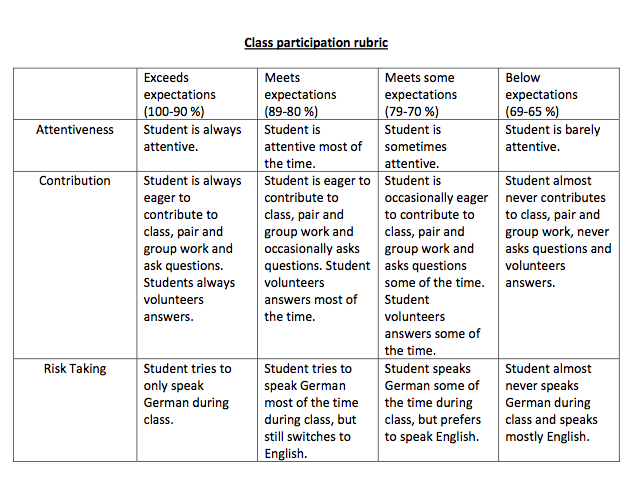 Class participation rubric
Exceeds
expectations
(100-90 %)
Meets
expectations
(89-80 %)
Meets some
expectations
(79-70 %)
Below
expectations
(69-65 %)
Attentiveness
Student is always
attentive.
Student is
attentive most of
the time.
Student is
sometimes
attentive.
Student is barely
attentive.
Contribution
Student is always
eager to
contribute to
class, pair and
group work and
ask questions.
Students always
volunteers
answers.
Student is eager to
contribute to
class, pair and
group work and
occasionally asks
questions. Student
volunteers
answers most of
the time.
Student is
occasionally eager
to contribute to
class, pair and
group work and
asks questions
some of the time.
Student
volunteers
answers some of
the time.
Student almost
never contributes
to class, pair and
group work, never
asks questions and
volunteers
answers.
Risk Taking
Student tries to
only speak
German during
class.
Student tries to
speak German
most of the time
during class, but
still switches to
English.
Student speaks
German some of
the time during
class, but prefers
to speak English.
Student almost
never speaks
German during
class and speaks
mostly English.